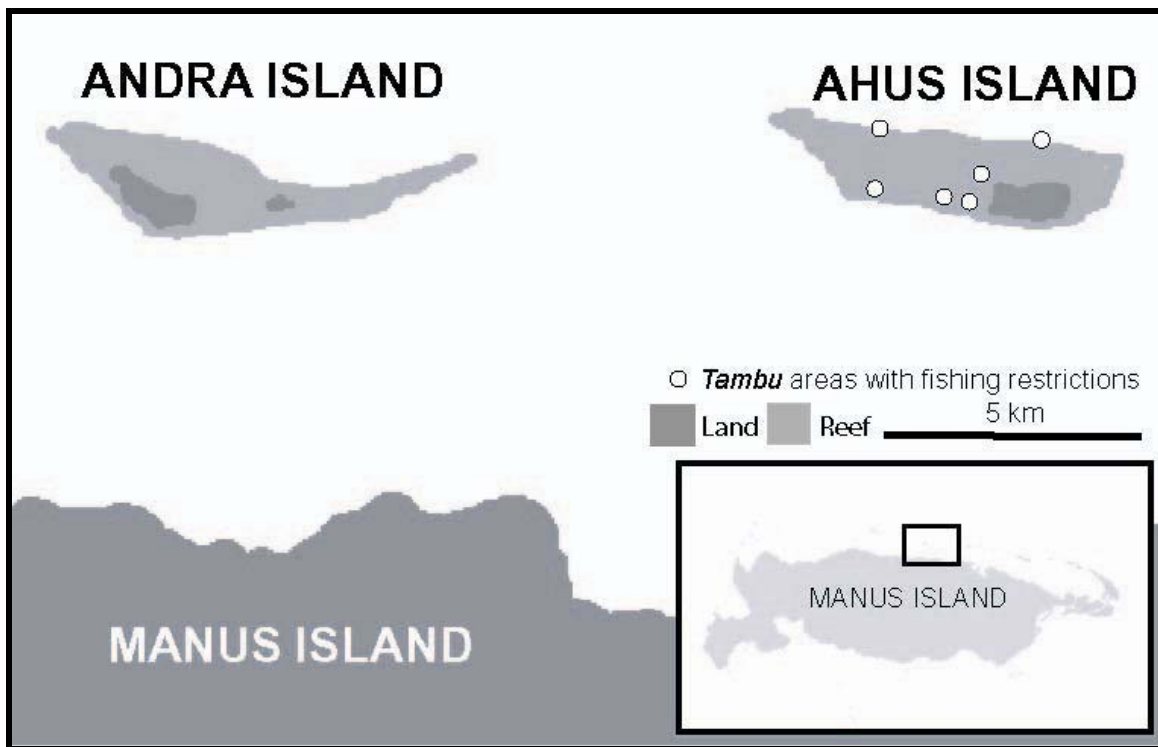 ANDRA ISLAND
AHUS ISLAND
Tambu areas with fishing restrictions
5 km
Land
Reef
MANUS ISLAND
MANUS ISLAND